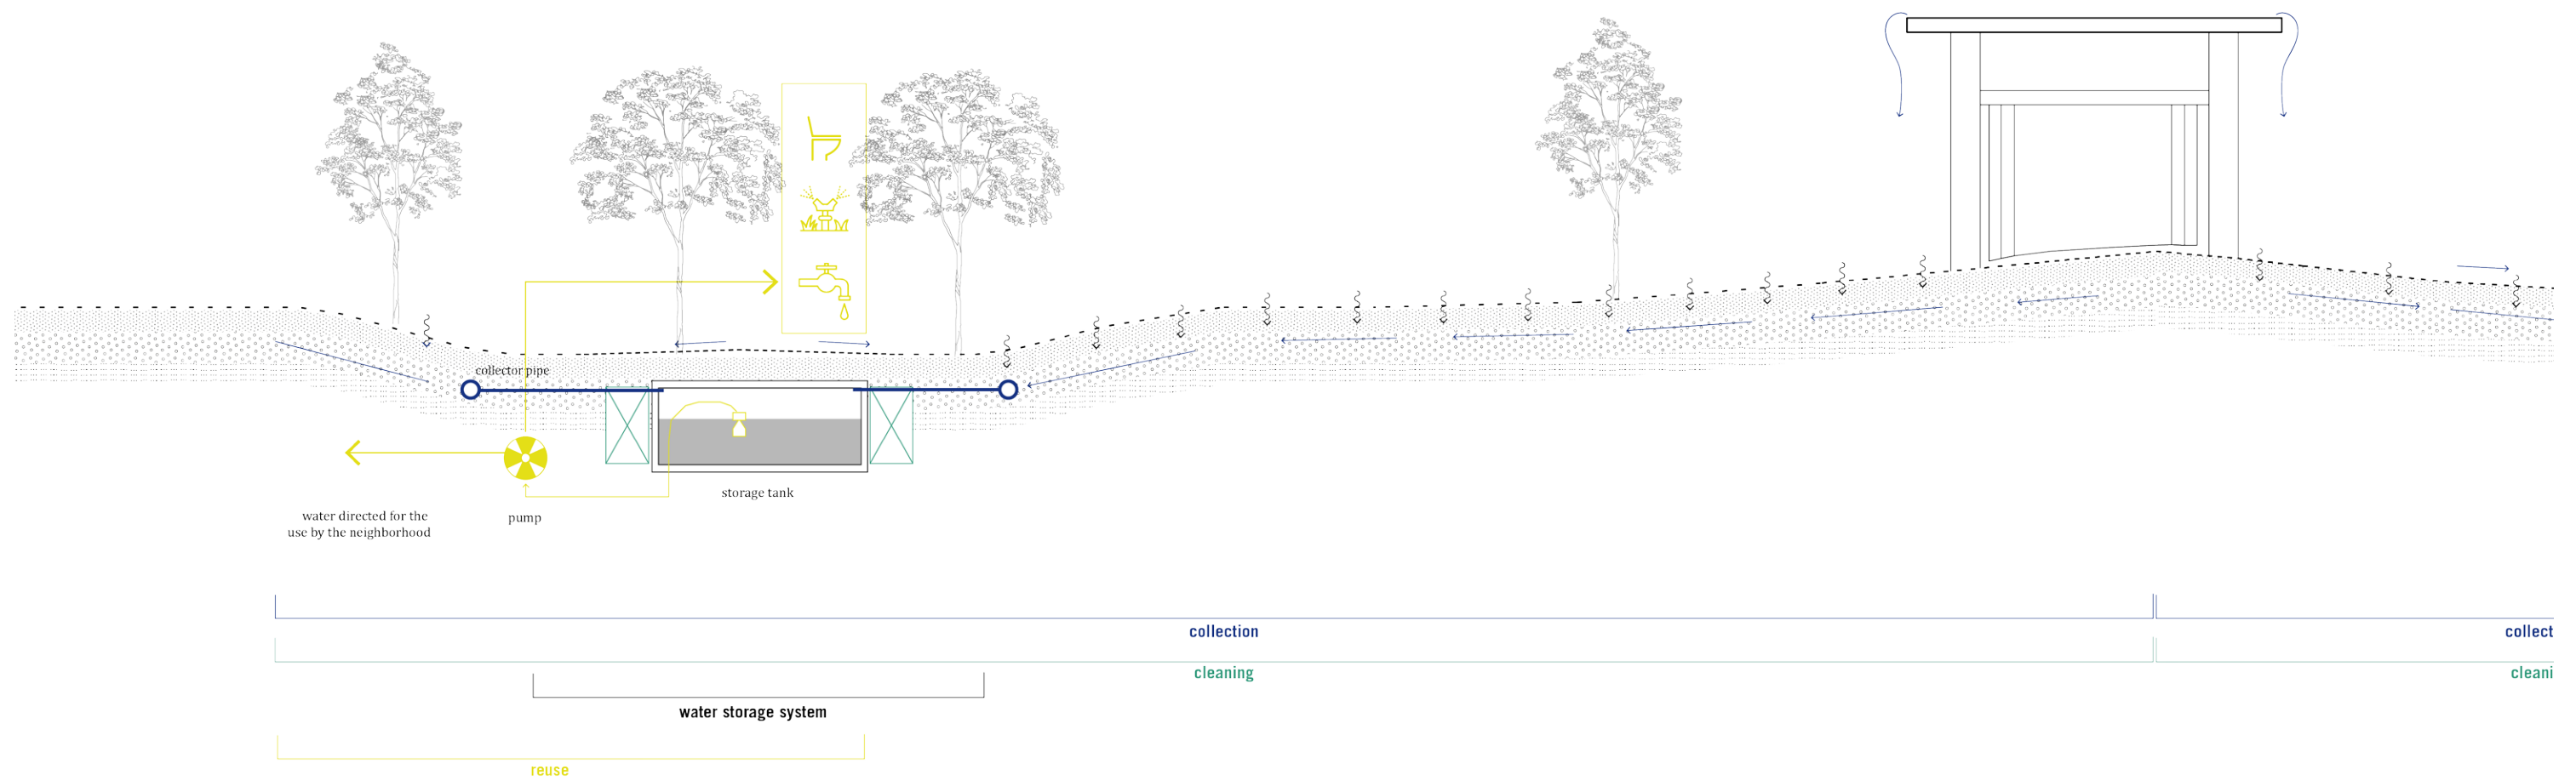 collector pipe
storage tank
water directed for the
use by the neighborhood
pump
collection
collect
cleaning
cleani
water storage system
reuse